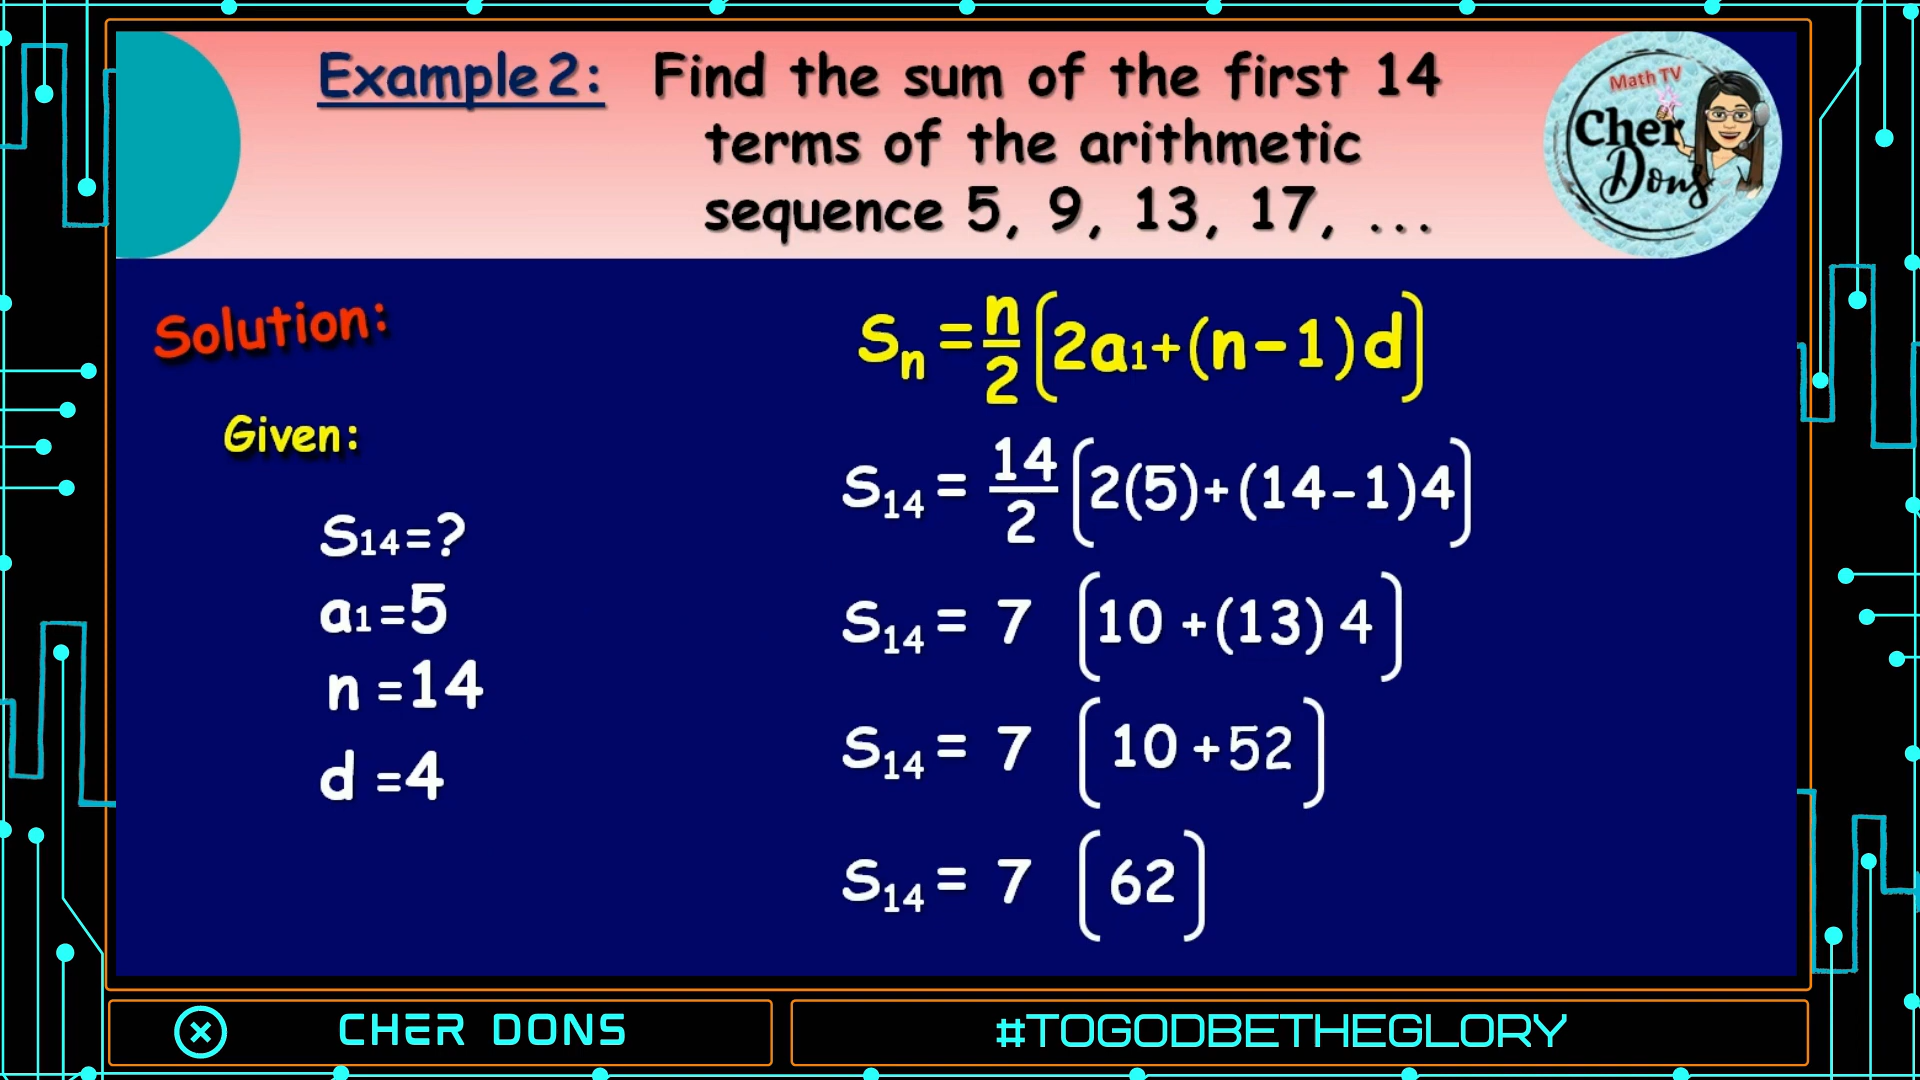 Example 2: Find the sum of the first 14
terms of the arithmetic
sequence 5, 9, 13, 17, ...
Math TV
Cher
Dons
Solution:
Given:
S₁₄=?
a₁=5
n =14
d =4
Sₙ = n/2 [2a₁+(n-1)d]
S₁₄ = 14/2 [2(5)+(14-1)4]
S₁₄ = 7 [10 +(13) 4]
S₁₄ = 7 [10 +52]
S₁₄ = 7 [62]
CHER DONS
#TOGODBETHEGLORY